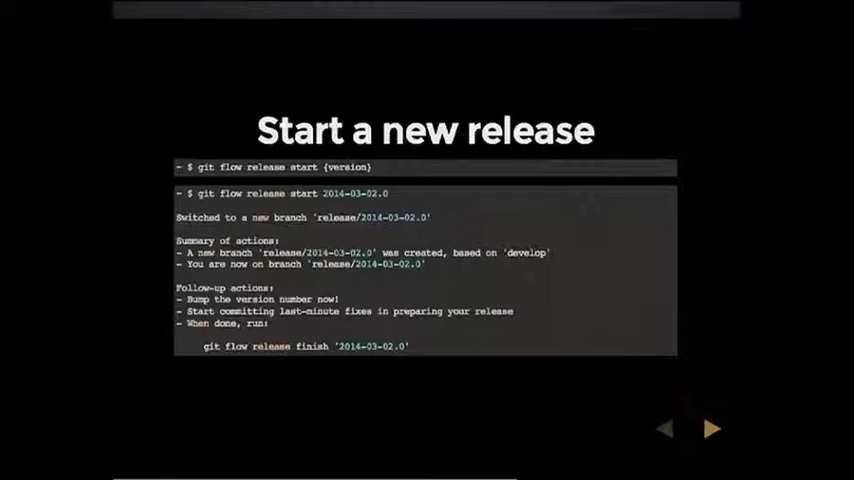 Start a new release
~ $ git flow release start {version}
~ $ git flow release start 2014-03-02.0
Switched to a new branch 'release/2014-03-02.0'
Summary of actions:
- A new branch 'release/2014-03-02.0' was created, based on 'develop'
- You are now on branch 'release/2014-03-02.0'
Follow-up actions:
- Bump the version number now!
- Start committing last-minute fixes in preparing your release
- When done, run:
git flow release finish '2014-03-02.0'